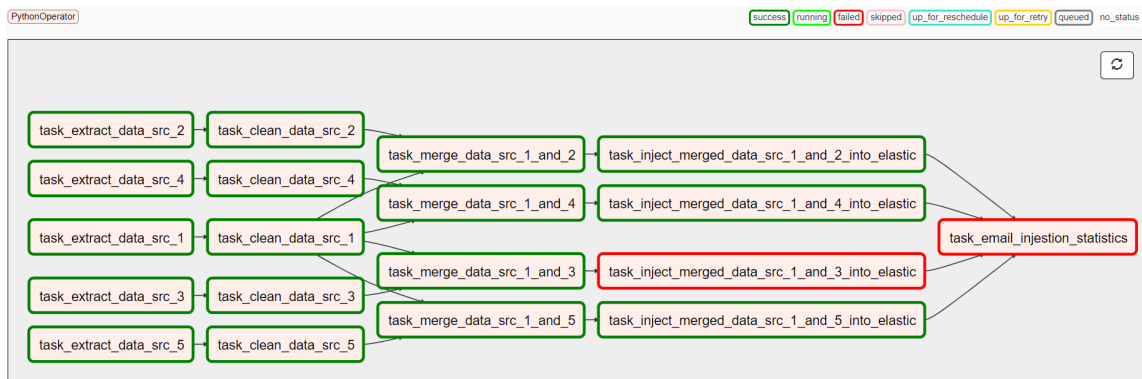 PythonOperator
success running failed skipped up_for_reschedule up_for_retry queued no_status
task_extract_data_src_2 task_clean_data_src_2
task_merge_data_src_1_and_2 task_inject_merged_data_src_1_and_2_into_elastic
task_extract_data_src_4 task_clean_data_src_4
task_merge_data_src_1_and_4 task_inject_merged_data_src_1_and_4_into_elastic
task_extract_data_src_1 task_clean_data_src_1
task_email_injestion_statistics
task_merge_data_src_1_and_3 task_inject_merged_data_src_1_and_3_into_elastic
task_extract_data_src_3 task_clean_data_src_3
task_merge_data_src_1_and_5 task_inject_merged_data_src_1_and_5_into_elastic
task_extract_data_src_5 task_clean_data_src_5